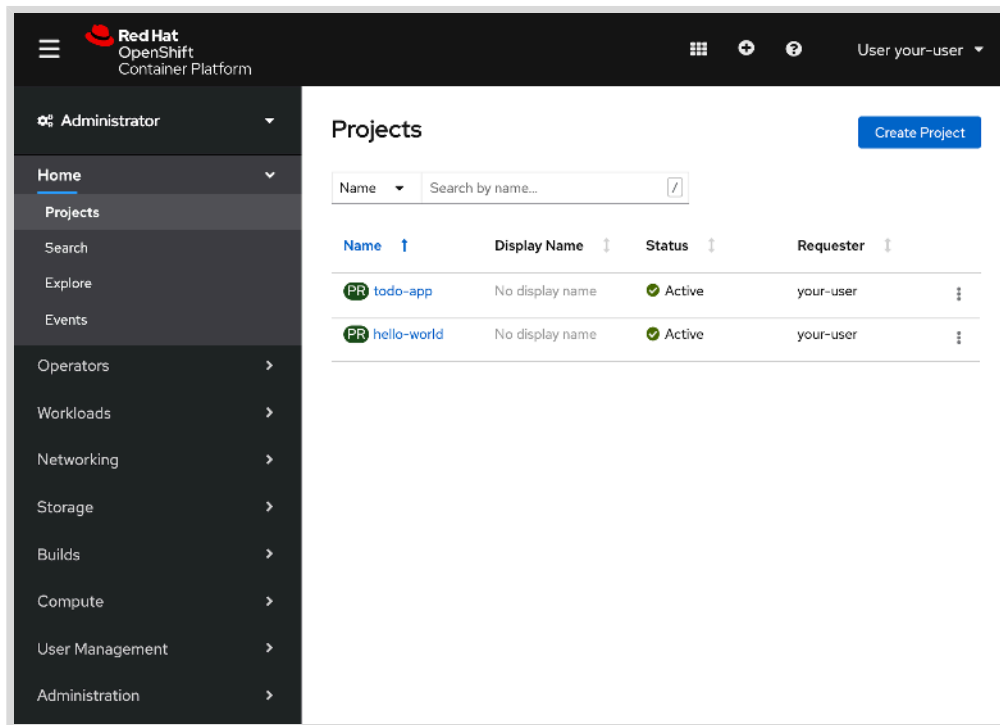 Red Hat
OpenShift
Container Platform
User your-user
Administrator
Home
Projects
Search
Explore
Events
Operators
Workloads
Networking
Storage
Builds
Compute
User Management
Administration
Projects
Create Project
Name Search by name... /
Name Display Name Status Requester
PR todo-app No display name Active your-user
PR hello-world No display name Active your-user